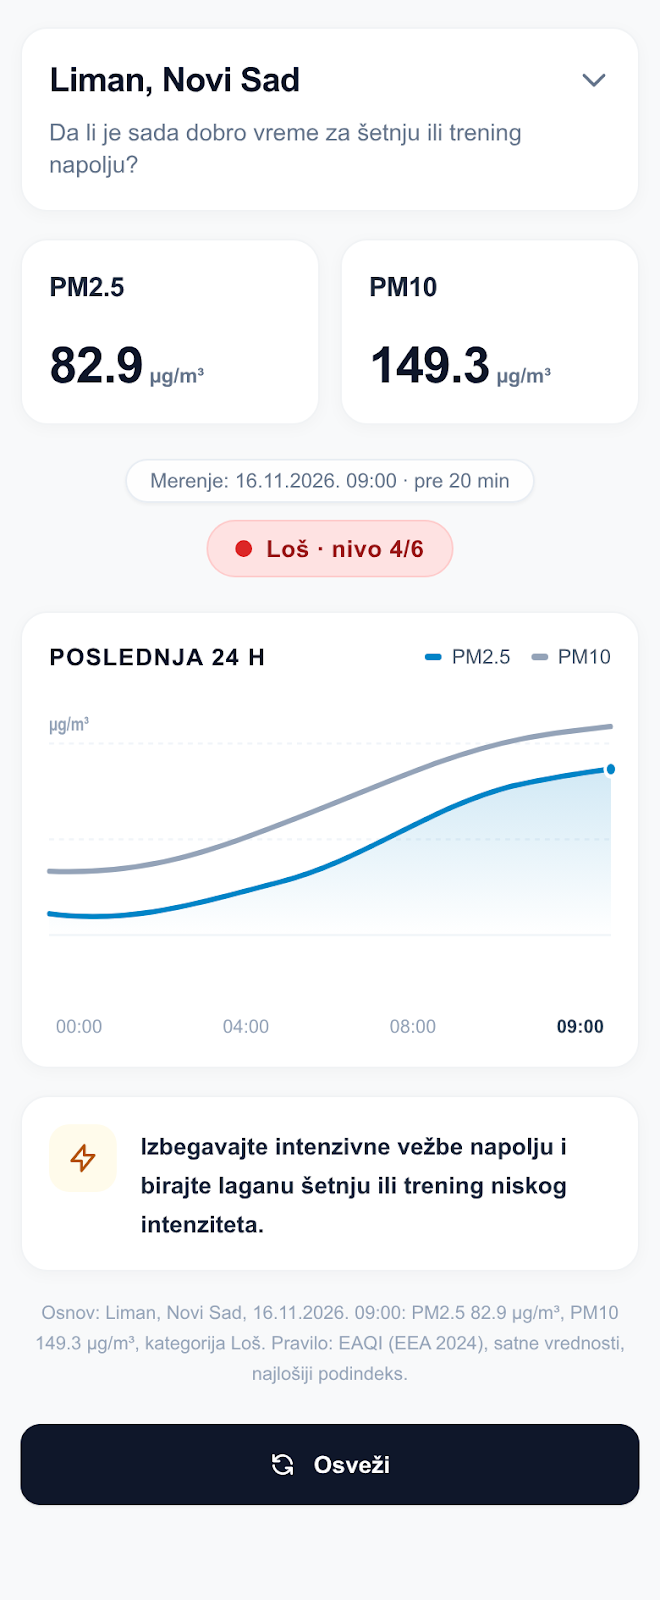 Liman, Novi Sad
Da li je sada dobro vreme za šetnju ili trening
napolju?
PM2.5
82.9 µg/m³
PM10
149.3 µg/m³
Merenje: 16.11.2026. 09:00 · pre 20 min
Loš · nivo 4/6
POSLEDNJA 24 H
PM2.5
PM10
µg/m³
00:00
04:00
08:00
09:00
Izbegavajte intenzivne vežbe napolju i
birajte laganu šetnju ili trening niskog
intenziteta.
Osnov: Liman, Novi Sad, 16.11.2026. 09:00: PM2.5 82.9 µg/m³, PM10
149.3 µg/m³, kategorija Loš. Pravilo: EAQI (EEA 2024), satne vrednosti,
najlošiji podindeks.
Osveži